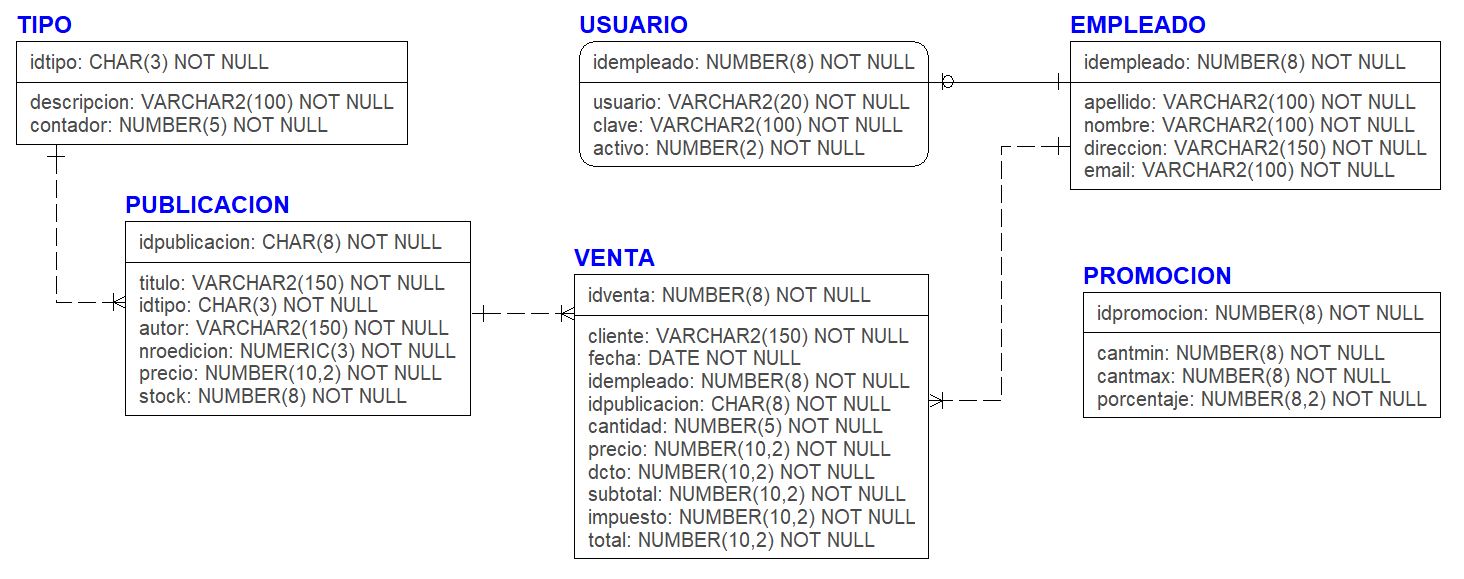 TIPO
idtipo: CHAR(3) NOT NULL
descripcion: VARCHAR2(100) NOT NULL
contador: NUMBER(5) NOT NULL
USUARIO
idempleado: NUMBER(8) NOT NULL
usuario: VARCHAR2(20) NOT NULL
clave: VARCHAR2(100) NOT NULL
activo: NUMBER(2) NOT NULL
EMPLEADO
idempleado: NUMBER(8) NOT NULL
apellido: VARCHAR2(100) NOT NULL
nombre: VARCHAR2(100) NOT NULL
direccion: VARCHAR2(150) NOT NULL
email: VARCHAR2(100) NOT NULL
PUBLICACION
idpublicacion: CHAR(8) NOT NULL
titulo: VARCHAR2(150) NOT NULL
idtipo: CHAR(3) NOT NULL
autor: VARCHAR2(150) NOT NULL
nroedicion: NUMERIC(3) NOT NULL
precio: NUMBER(10,2) NOT NULL
stock: NUMBER(8) NOT NULL
VENTA
idventa: NUMBER(8) NOT NULL
cliente: VARCHAR2(150) NOT NULL
fecha: DATE NOT NULL
idempleado: NUMBER(8) NOT NULL
idpublicacion: CHAR(8) NOT NULL
cantidad: NUMBER(5) NOT NULL
precio: NUMBER(10,2) NOT NULL
dcto: NUMBER(10,2) NOT NULL
subtotal: NUMBER(10,2) NOT NULL
impuesto: NUMBER(10,2) NOT NULL
total: NUMBER(10,2) NOT NULL
PROMOCION
idpromocion: NUMBER(8) NOT NULL
cantmin: NUMBER(8) NOT NULL
cantmax: NUMBER(8) NOT NULL
porcentaje: NUMBER(8,2) NOT NULL